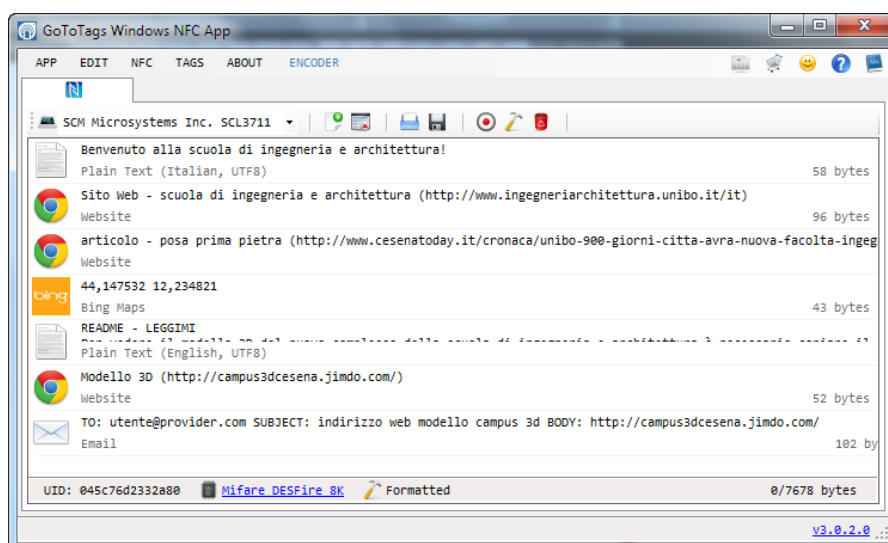 GoToTags Windows NFC App
APP EDIT NFC TAGS ABOUT ENCODER
SCM Microsystems Inc. SCL3711
Benvenuto alla scuola di ingegneria e architettura!
Plain Text (Italian, UTF8) 58 bytes
Sito Web - scuola di ingegneria e architettura (http://www.ingegneriarchitettura.unibo.it/it)
Website 96 bytes
articolo - posa prima pietra (http://www.cesenatoday.it/cronaca/unibo-900-giorni-citta-avra-nuova-facolta-ingeg
Website
bing
44,147532 12,234821
Bing Maps 43 bytes
README - LEGGIMI
Plain Text (English, UTF8)
Modello 3D (http://campus3dcesena.jimdo.com/)
Website 52 bytes
TO: utente@provider.com SUBJECT: indirizzo web modello campus 3d BODY: http://campus3dcesena.jimdo.com/
Email 102 by
UID: 045c76d2332a80 Mifare DESFire 8K Formatted 0/7678 bytes
v3.0.2.0